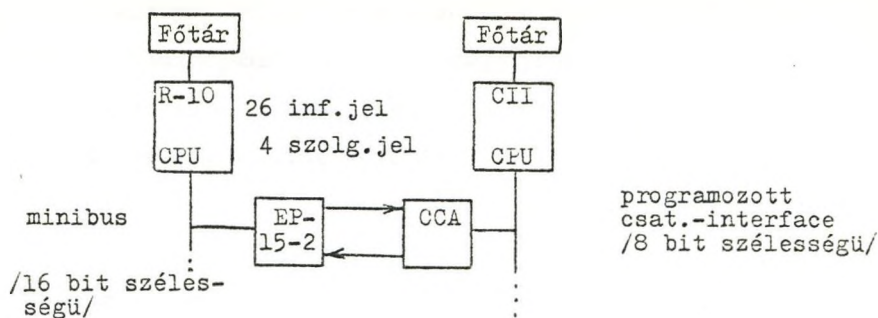 Főtár
Főtár
R-10
CPU
26 inf.jel
4 szolg.jel
CII
CPU
minibus
/16 bit széles-
ségü/
EP-
15-2
CCA
programozott
csat.-interface
/8 bit szélességü/